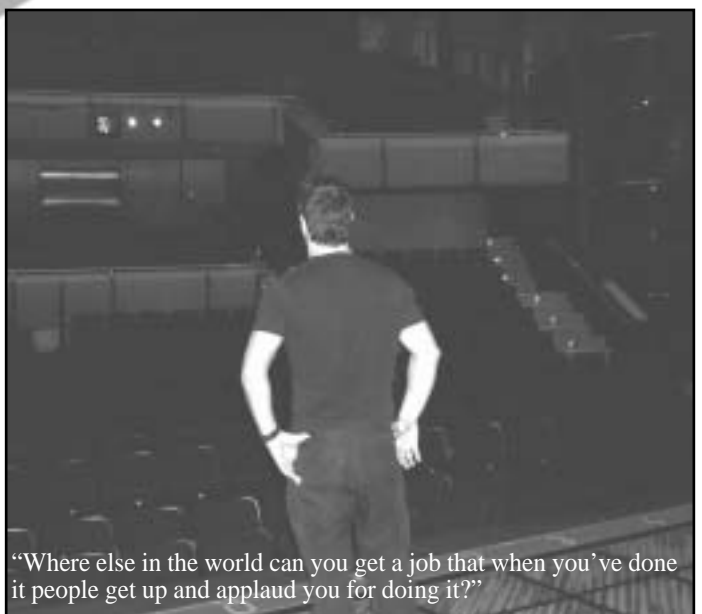 “Where else in the world can you get a job that when you’ve done
it people get up and applaud you for doing it?”